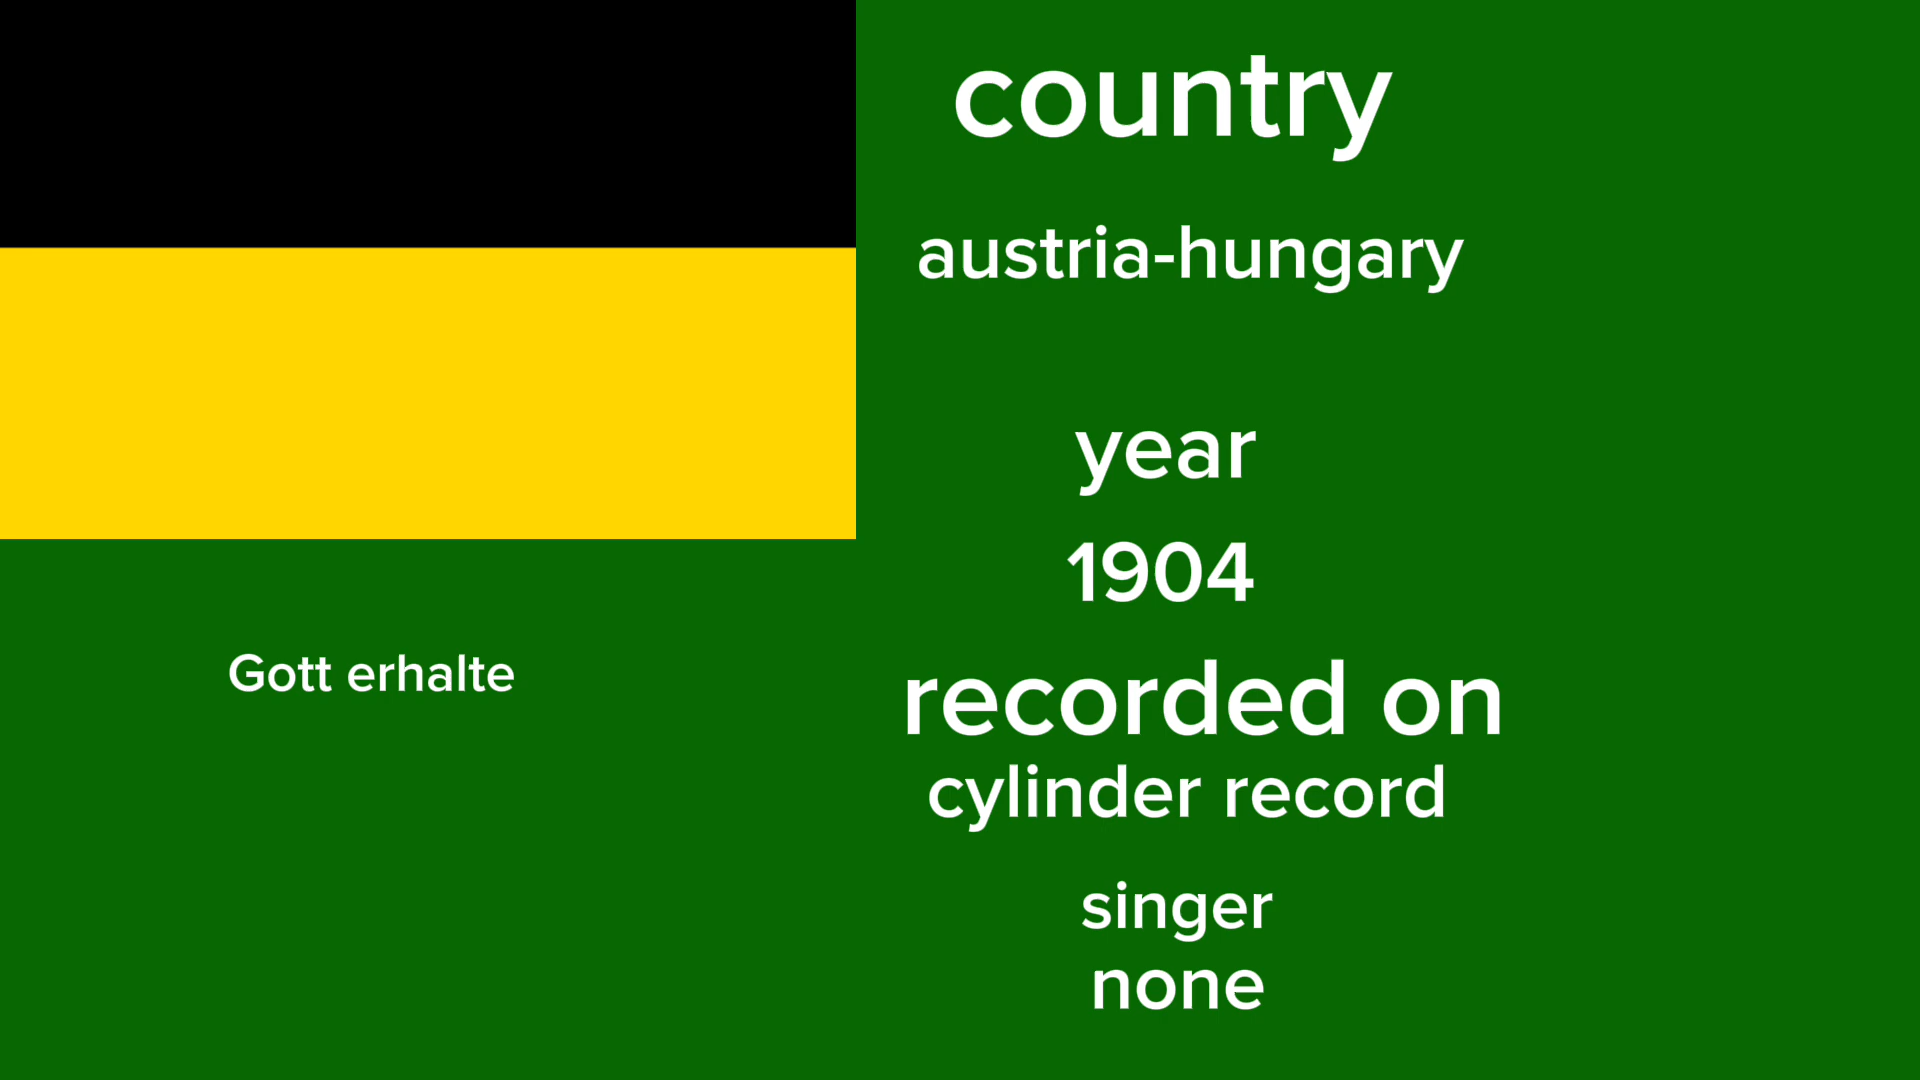 country
austria-hungary
year
1904
Gott erhalte
recorded on
cylinder record
singer
none